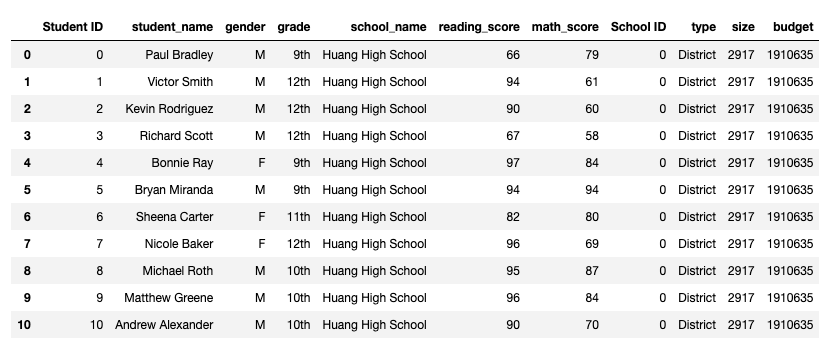 Student ID student_name gender grade school_name reading_score math_score School ID type size budget
0 0 Paul Bradley M 9th Huang High School 66 79 0 District 2917 1910635
1 1 Victor Smith M 12th Huang High School 94 61 0 District 2917 1910635
2 2 Kevin Rodriguez M 12th Huang High School 90 60 0 District 2917 1910635
3 3 Richard Scott M 12th Huang High School 67 58 0 District 2917 1910635
4 4 Bonnie Ray F 9th Huang High School 97 84 0 District 2917 1910635
5 5 Bryan Miranda M 9th Huang High School 94 94 0 District 2917 1910635
6 6 Sheena Carter F 11th Huang High School 82 80 0 District 2917 1910635
7 7 Nicole Baker F 12th Huang High School 96 69 0 District 2917 1910635
8 8 Michael Roth M 10th Huang High School 95 87 0 District 2917 1910635
9 9 Matthew Greene M 10th Huang High School 96 84 0 District 2917 1910635
10 10 Andrew Alexander M 10th Huang High School 90 70 0 District 2917 1910635